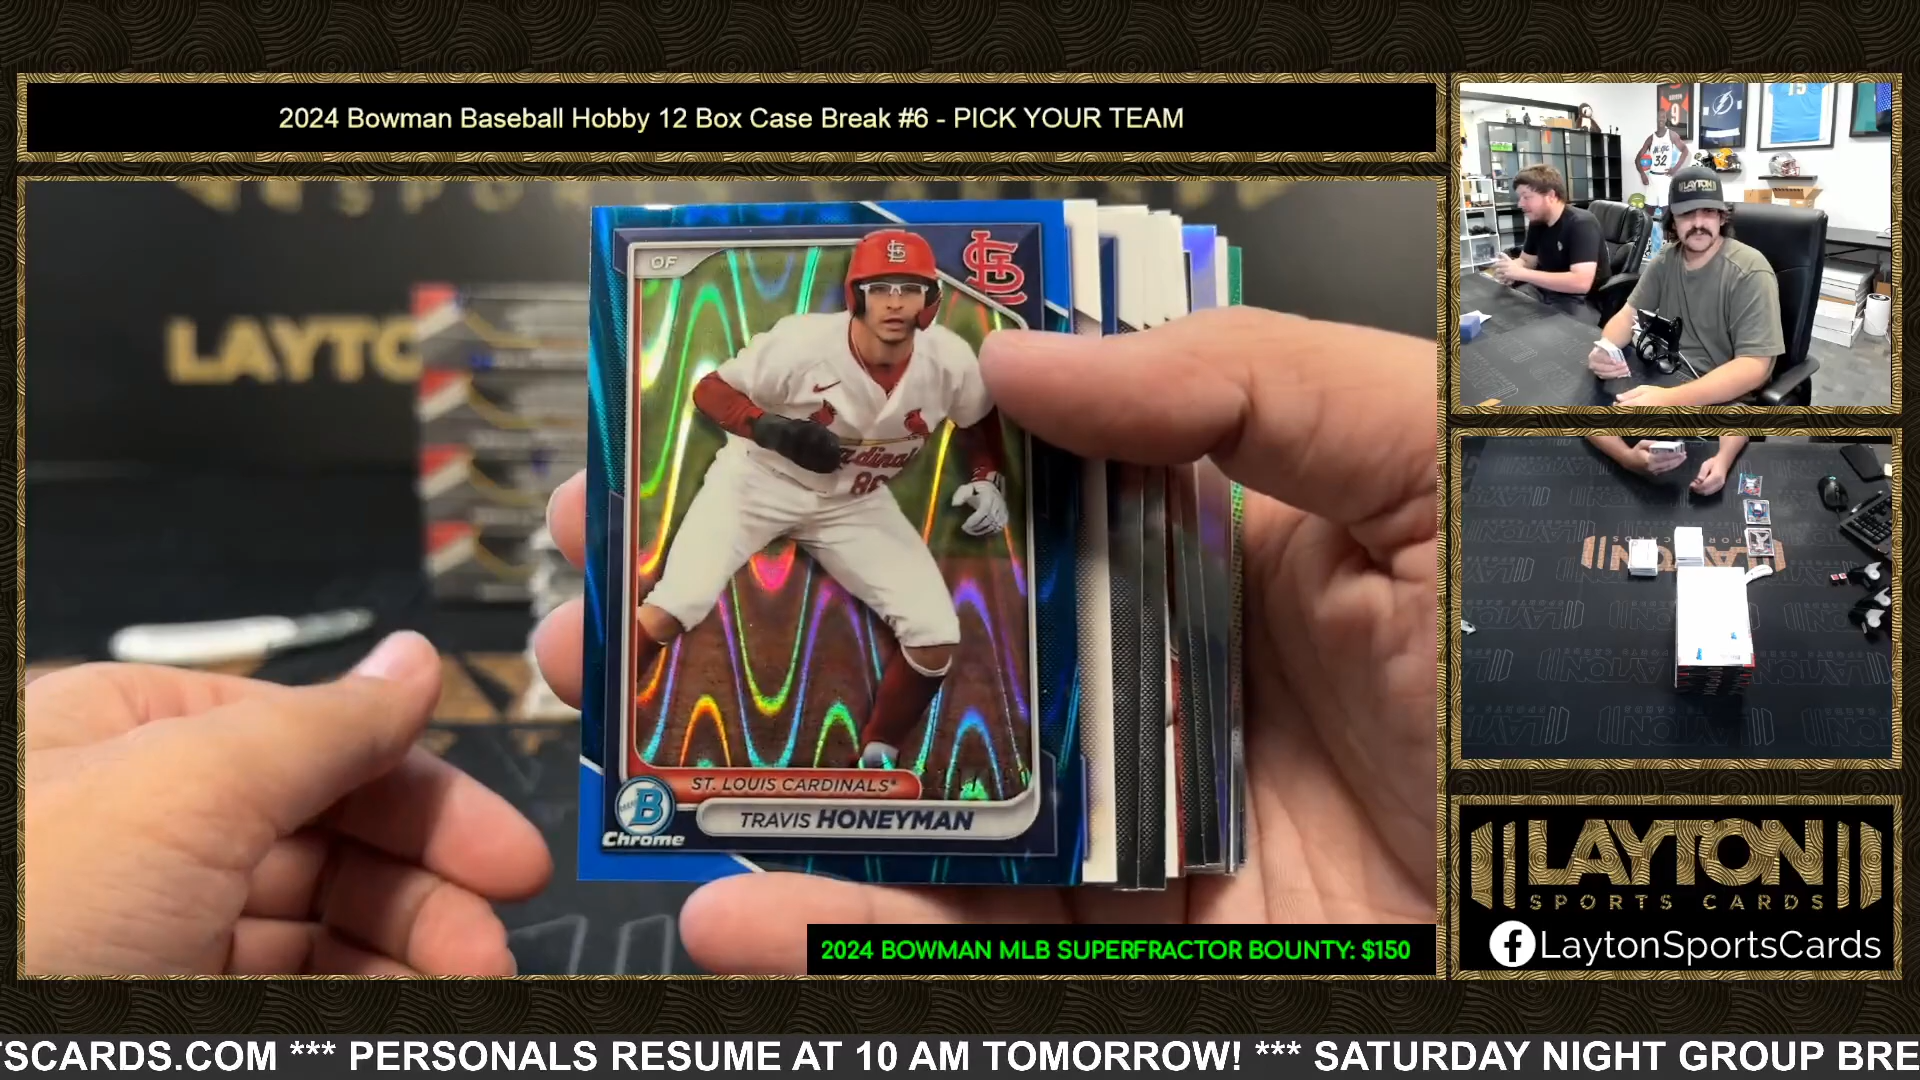 2024 Bowman Baseball Hobby 12 Box Case Break #6 - PICK YOUR TEAM
OF
ST. LOUIS CARDINALS
TRAVIS HONEYMAN
B
Chrome
2024 BOWMAN MLB SUPERFRACTOR BOUNTY: $150
LAYTON
SPORTS CARDS
LaytonSportsCards
TSCARDS.COM *** PERSONALS RESUME AT 10 AM TOMORROW! *** SATURDAY NIGHT GROUP BRE